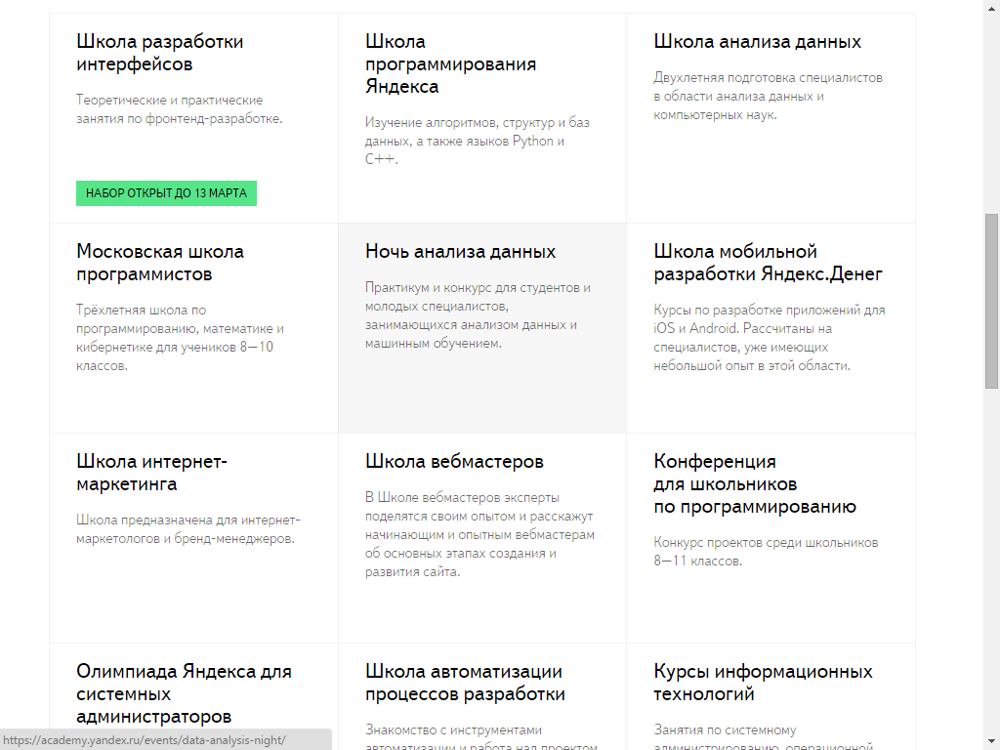 Школа разработки
интерфейсов
Теоретические и практические
занятия по фронтенд-разработке.
НАБОР ОТКРЫТ ДО 13 МАРТА
Школа
программирования
Яндекса
Изучение алгоритмов, структур и баз
данных, а также языков Python и
C++.
Школа анализа данных
Двухлетняя подготовка специалистов
в области анализа данных и
компьютерных наук.
Московская школа
программистов
Трёхлетняя школа по
программированию, математике и
кибернетике для учеников 8—10
классов.
Ночь анализа данных
Практикум и конкурс для студентов и
молодых специалистов,
занимающихся анализом данных и
машинным обучением.
Школа мобильной
разработки Яндекс.Денег
Курсы по разработке приложений для
iOS и Android. Рассчитаны на
специалистов, уже имеющих
небольшой опыт в этой области.
Школа интернет-
маркетинга
Школа предназначена для интернет-
маркетологов и бренд-менеджеров.
Школа вебмастеров
В Школе вебмастеров эксперты
поделятся своим опытом и расскажут
начинающим и опытным вебмастерам
об основных этапах создания и
развития сайта.
Конференция
для школьников
по программированию
Конкурс проектов среди школьников
8—11 классов.
Олимпиада Яндекса для
системных
администраторов
Школа автоматизации
процессов разработки
Знакомство с инструментами
автоматизации и работа над проектом
Курсы информационных
технологий
Занятия по системному
администрированию, операционной
https://academy.yandex.ru/events/data-analysis-night/